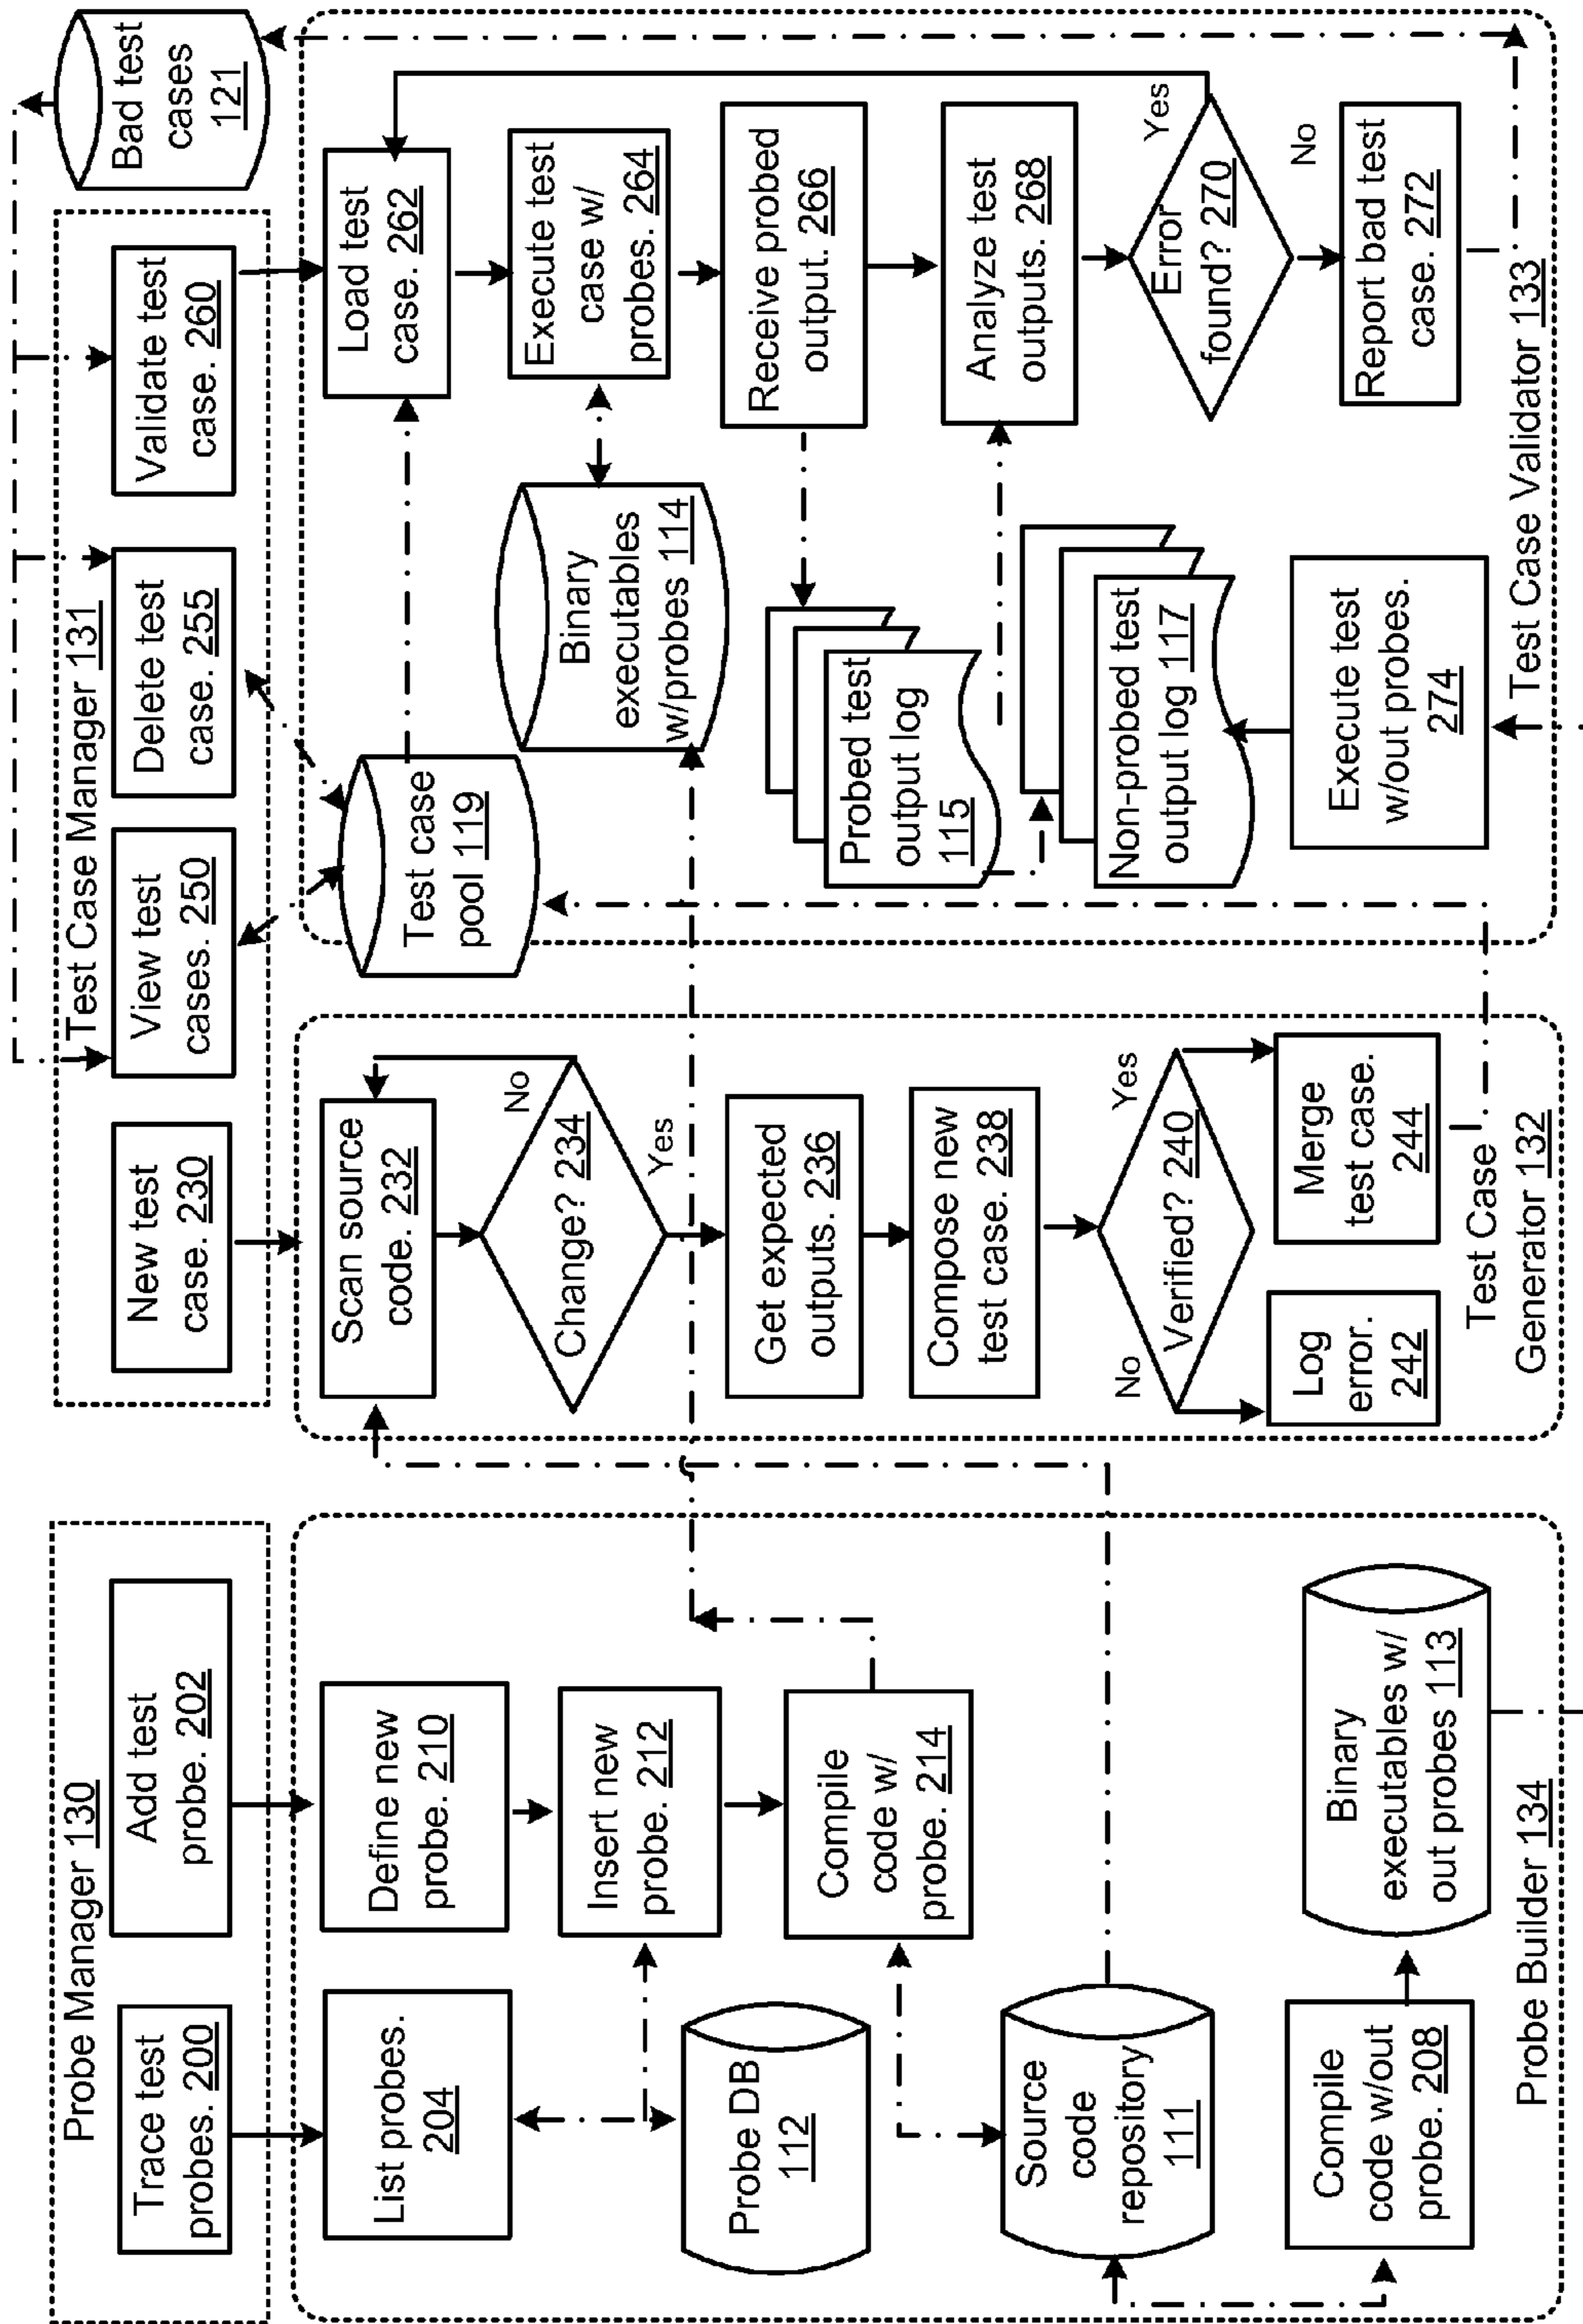 Probe Manager 130
Trace test
probes. 200
Add test
probe. 202
List probes.
204
Define new
probe. 210
Insert new
probe. 212
Probe DB
112
Compile
code w/
probe. 214
Source
code
repository
111
Compile
code w/out
probe. 208
Binary
executables w/
out probes 113
Probe Builder 134
Test Case Manager 131
New test
case. 230
View test
cases. 250
Delete test
case. 255
Validate test
case. 260
Bad test
cases
121
Scan source
code. 232
Change? 234
No
Yes
Get expected
outputs. 236
Compose new
test case. 238
Verified? 240
No
Yes
Log
error.
242
Merge
test case.
244
Test Case
Generator 132
Test case
pool 119
Load test
case. 262
Execute test
case w/
probes. 264
Binary
executables
w/probes 114
Receive probed
output. 266
Probed test
output log
115
Analyze test
outputs. 268
Non-probed test
output log 117
Error
found? 270
Yes
No
Execute test
w/out probes.
274
Report bad test
case. 272
Test Case Validator 133